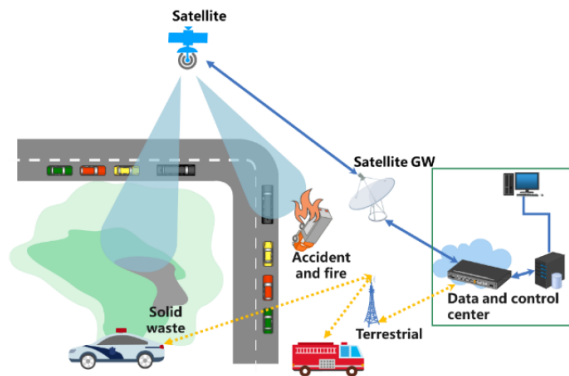 Satellite
Satellite GW
Accident
and fire
Solid
waste
Terrestrial
Data and control
center